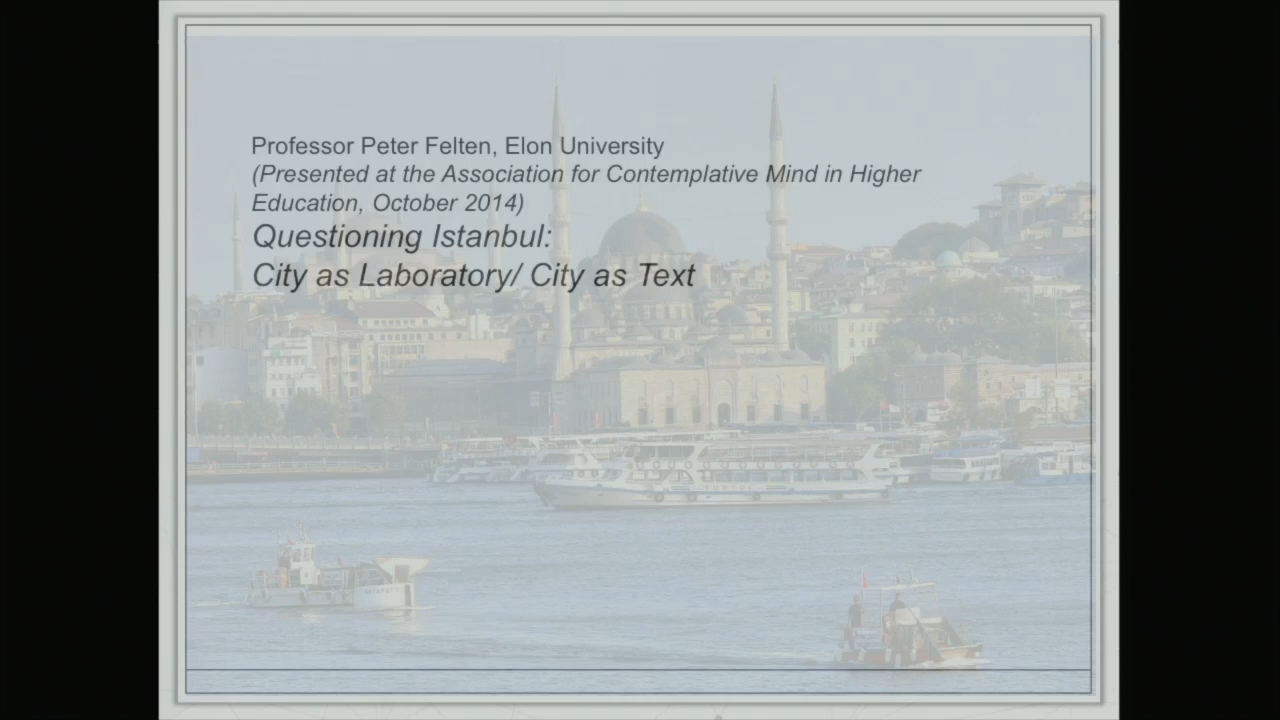 Professor Peter Felten, Elon University
(Presented at the Association for Contemplative Mind in Higher
Education, October 2014)
Questioning Istanbul:
City as Laboratory/ City as Text